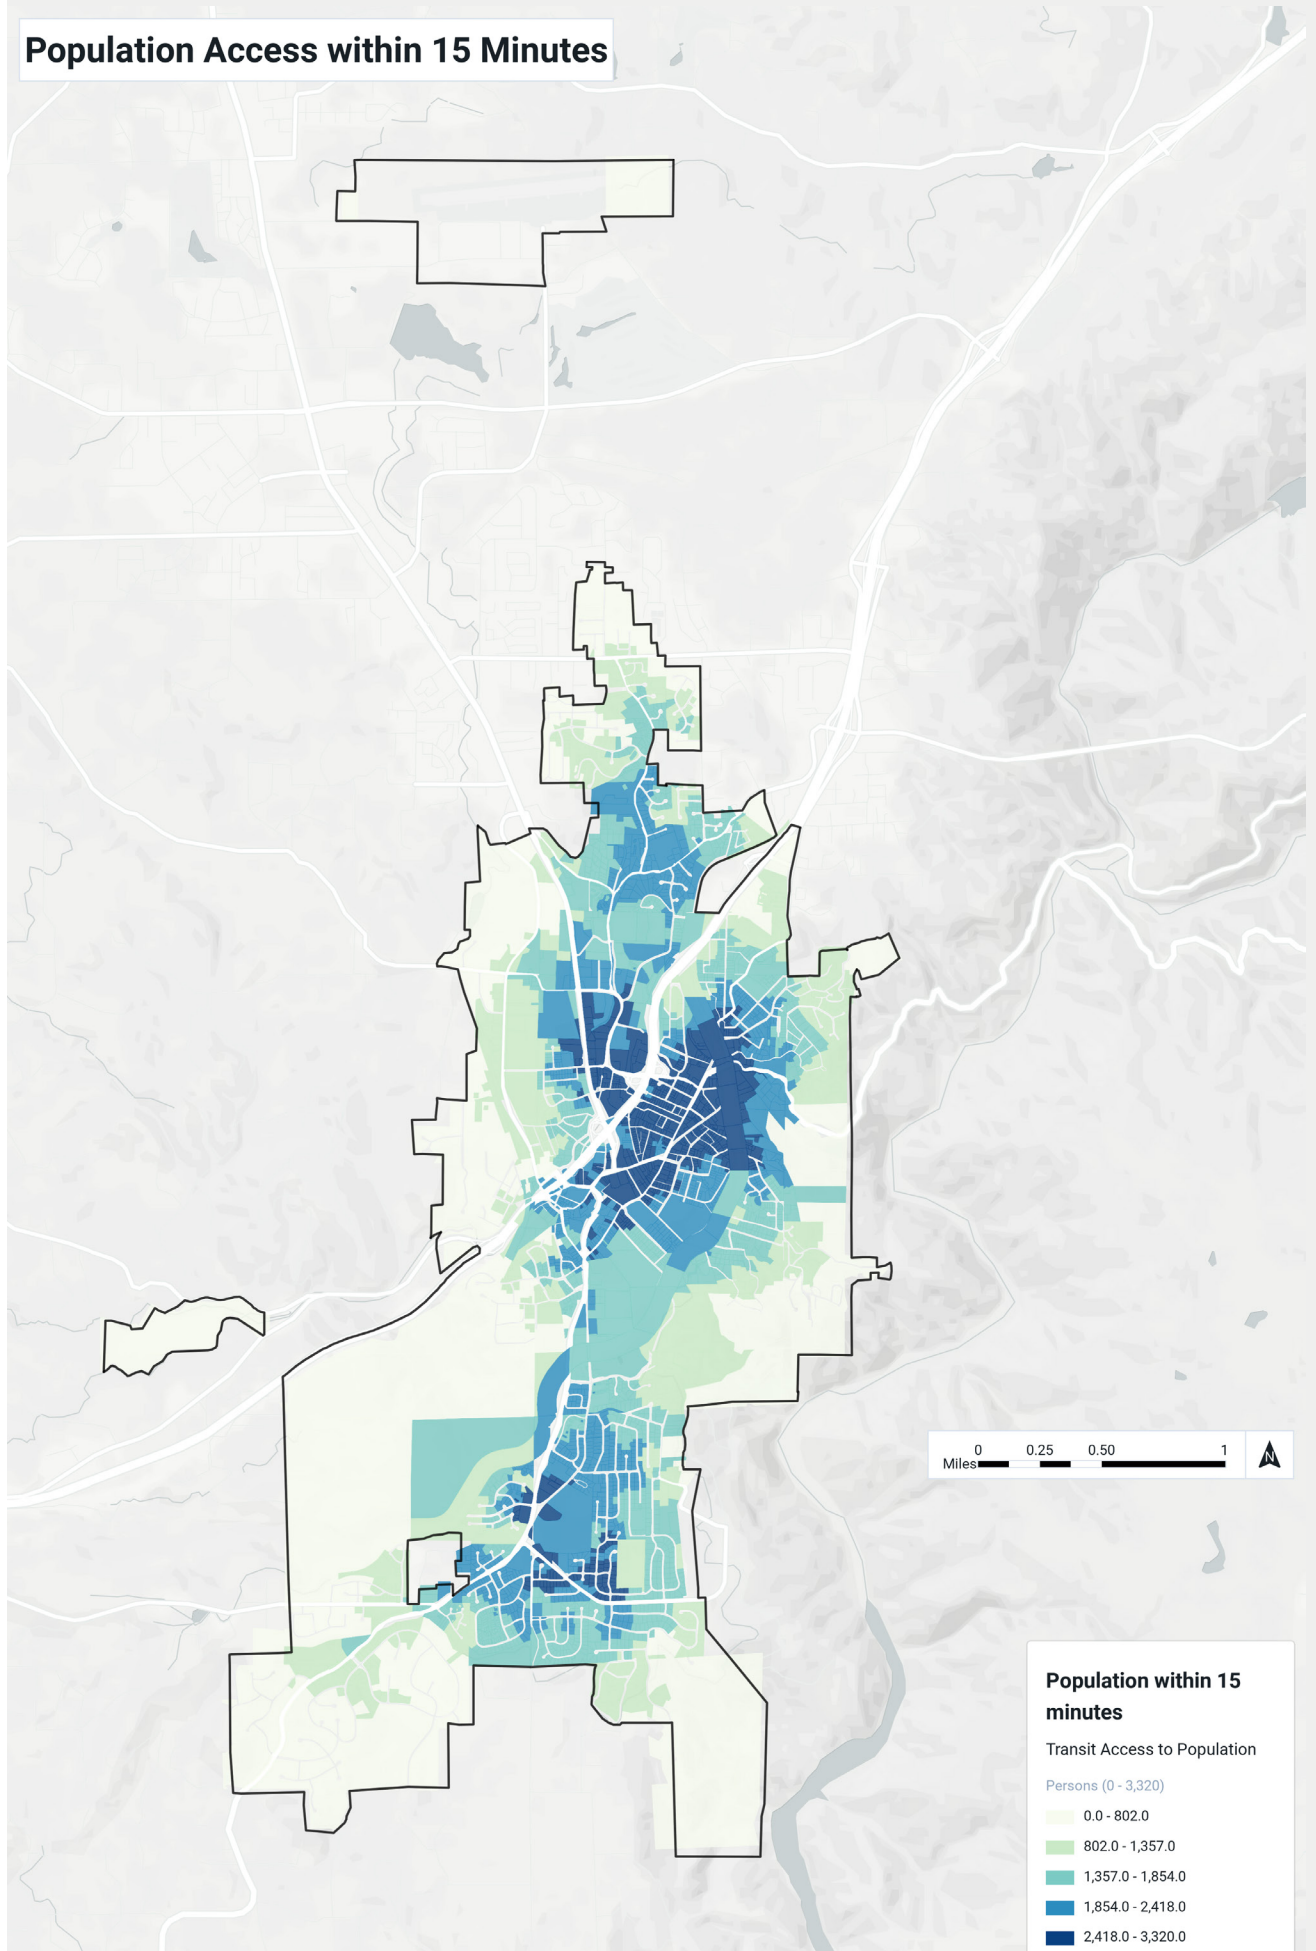 Population Access within 15 Minutes
0 0.25 0.50 1
Miles
N
Population within 15
minutes
Transit Access to Population
Persons (0 - 3,320)
0.0 - 802.0
802.0 - 1,357.0
1,357.0 - 1,854.0
1,854.0 - 2,418.0
2,418.0 - 3,320.0